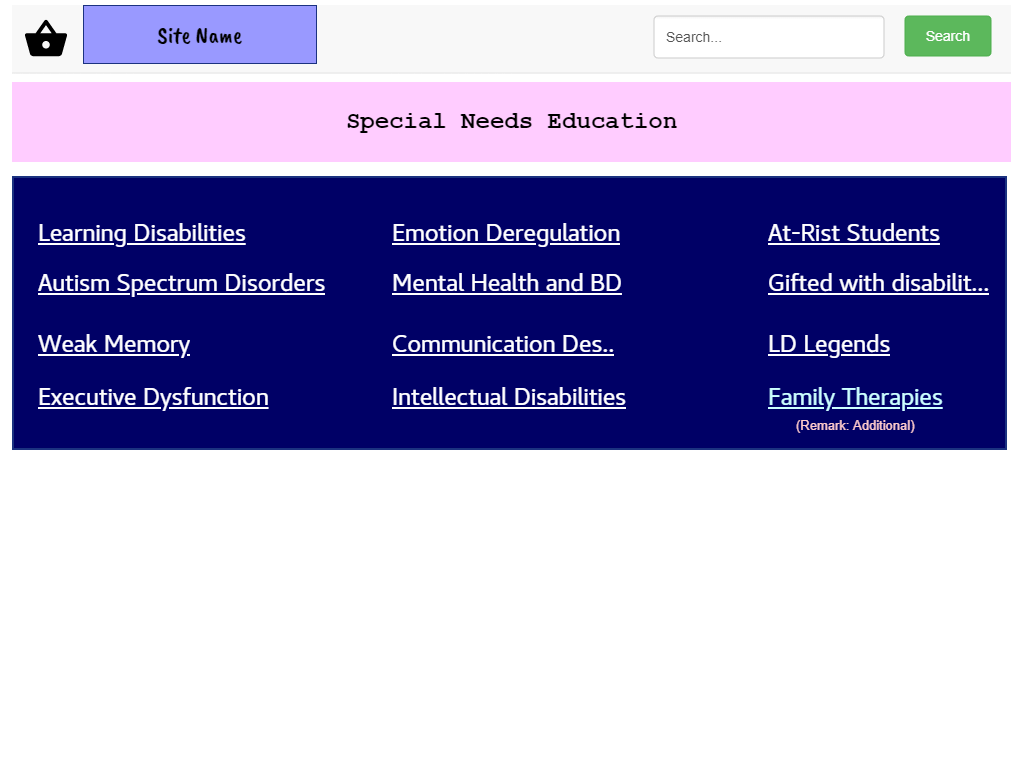 Site Name
Search...
Search
Special Needs Education
Learning Disabilities
Emotion Deregulation
At-Rist Students
Autism Spectrum Disorders
Mental Health and BD
Gifted with disabilit...
Weak Memory
Communication Des..
LD Legends
Executive Dysfunction
Intellectual Disabilities
Family Therapies
(Remark: Additional)